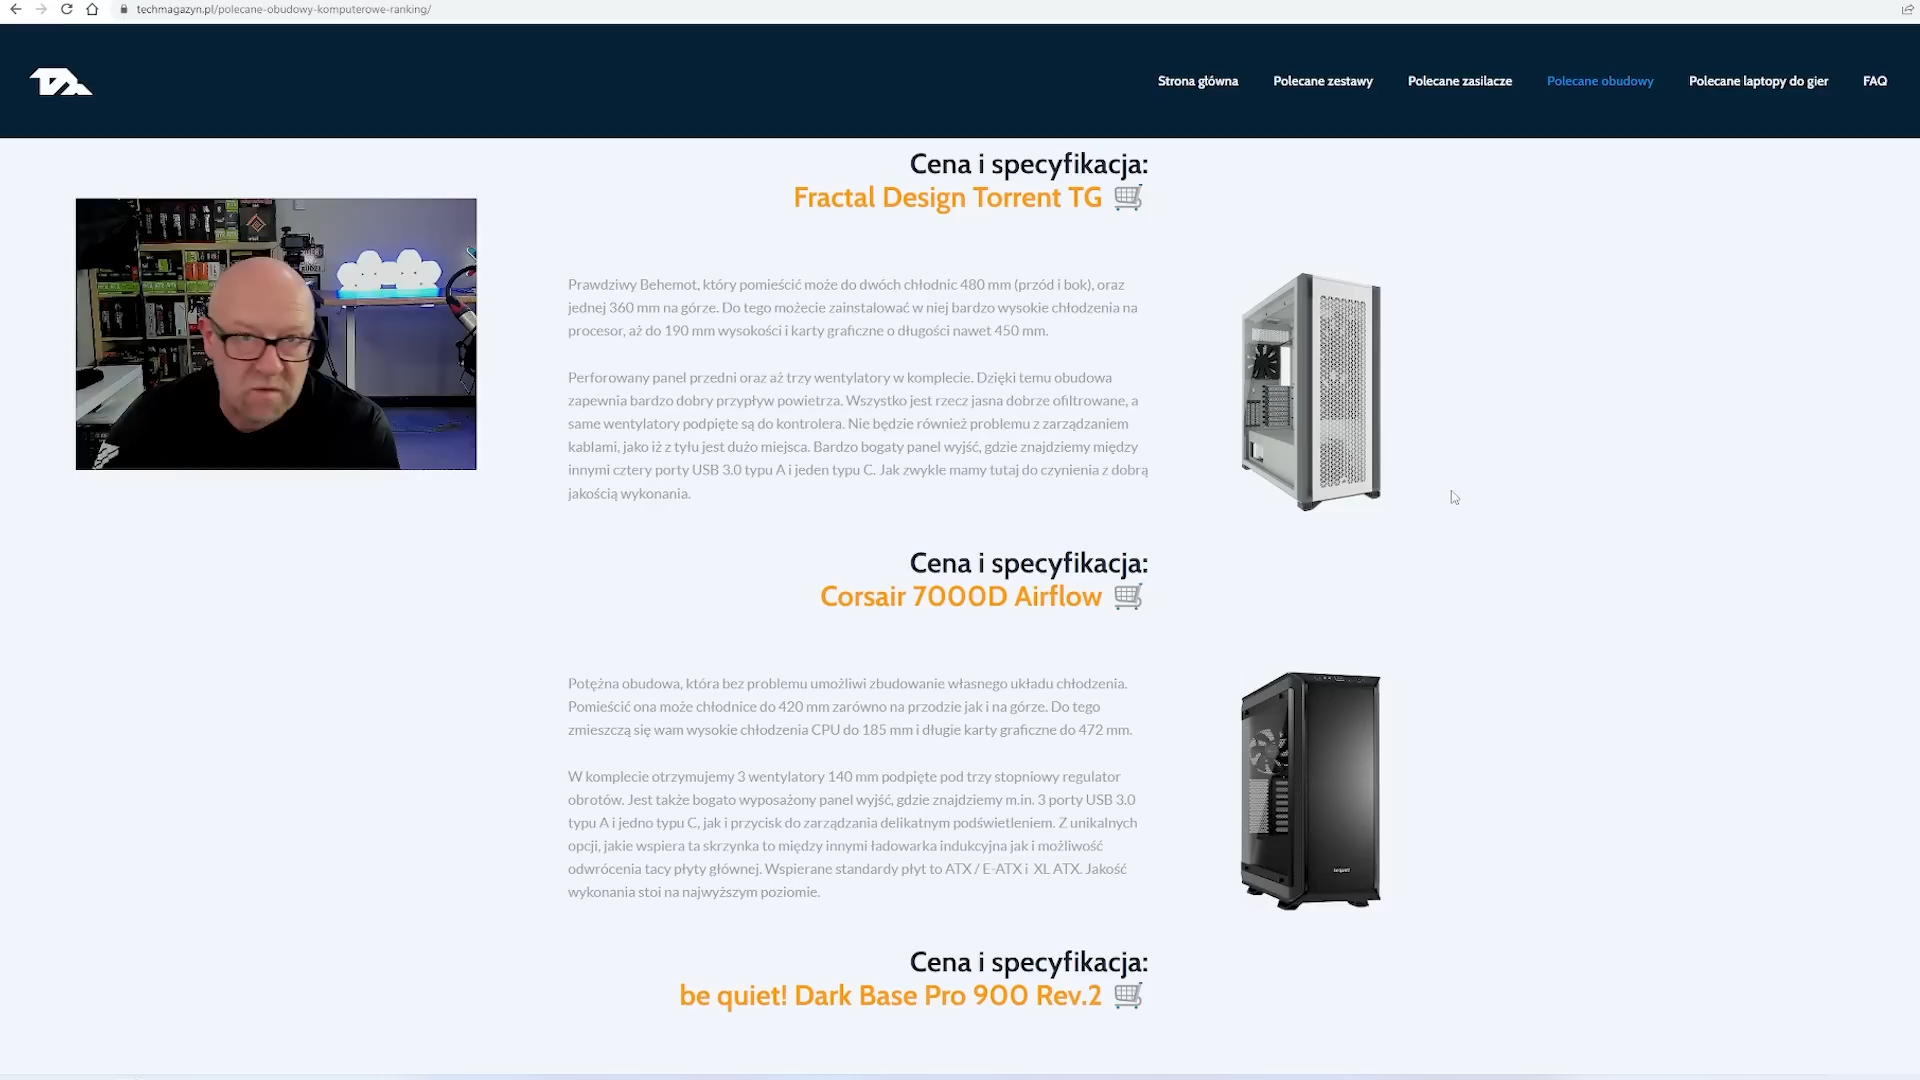 techmagazyn.pl/polecane-obudowy-komputerowe-ranking/
Strona główna
Polecane zestawy
Polecane zasilacze
Polecane obudowy
Polecane laptopy do gier
FAQ
Cena i specyfikacja:
Fractal Design Torrent TG
Prawdziwy Behemot, który pomieścić może do dwóch chłodnic 480 mm (przód i bok), oraz
jednej 360 mm na górze. Do tego możecie zainstalować w niej bardzo wysokie chłodzenia na
procesor, aż do 190 mm wysokości i karty graficzne o długości nawet 450 mm.
Perforowany panel przedni oraz aż trzy wentylatory w komplecie. Dzięki temu obudowa
zapewnia bardzo dobry przypływ powietrza. Wszystko jest rzecz jasna dobrze ofiltrowane, a
same wentylatory podpięte są do kontrolera. Nie będzie również problemu z zarządzaniem
kablami, jako iż z tyłu jest dużo miejsca. Bardzo bogaty panel wyjść, gdzie znajdziemy między
innymi cztery porty USB 3.0 typu A i jeden typu C. Jak zwykle mamy tutaj do czynienia z dobrą
jakością wykonania.
Cena i specyfikacja:
Corsair 7000D Airflow
Potężna obudowa, która bez problemu umożliwi zbudowanie własnego układu chłodzenia.
Pomieścić ona może chłodnice do 420 mm zarówno na przodzie jak i na górze. Do tego
zmieszczą się wam wysokie chłodzenia CPU do 185 mm i długie karty graficzne do 472 mm.
W komplecie otrzymujemy 3 wentylatory 140 mm podpięte pod trzy stopniowy regulator
obrotów. Jest także bogato wyposażony panel wyjść, gdzie znajdziemy m.in. 3 porty USB 3.0
typu A i jedno typu C, jak i przycisk do zarządzania delikatnym podświetleniem. Z unikalnych
opcji, jakie wspiera ta skrzynka to między innymi ładowarka indukcyjna jak i możliwość
odwrócenia tacy płyty głównej. Wspierane standardy płyt to ATX / E-ATX i XL ATX. Jakość
wykonania stoi na najwyższym poziomie.
Cena i specyfikacja:
be quiet! Dark Base Pro 900 Rev.2